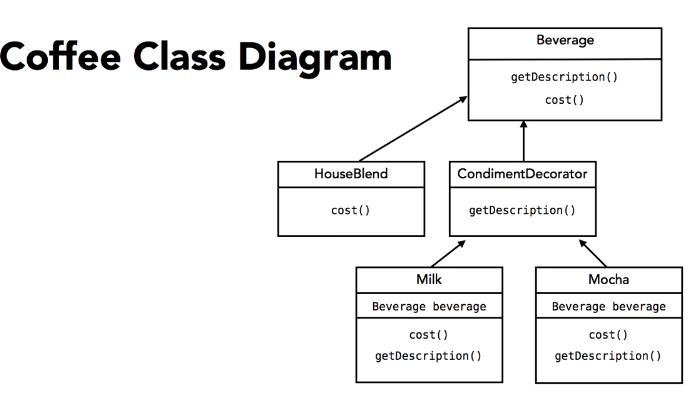 Coffee Class Diagram
Beverage
getDescription()
cost()
HouseBlend
cost()
CondimentDecorator
getDescription()
Milk
Beverage beverage
cost()
getDescription()
Mocha
Beverage beverage
cost()
getDescription()